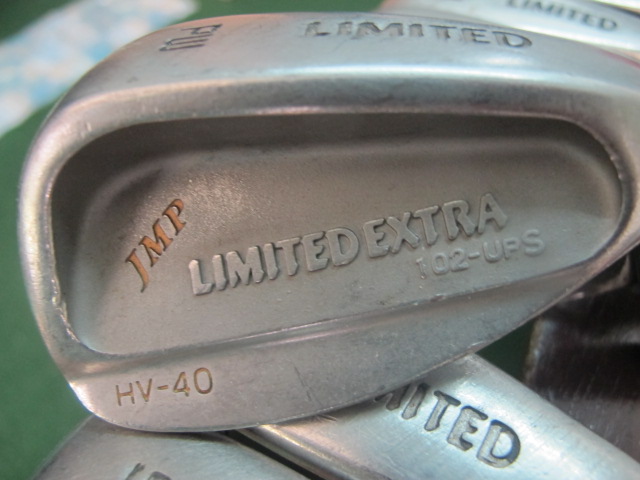 PW
LIMITED
LIMITED
JMP
LIMITED EXTRA
102-UPS
HV-40
LIMITED